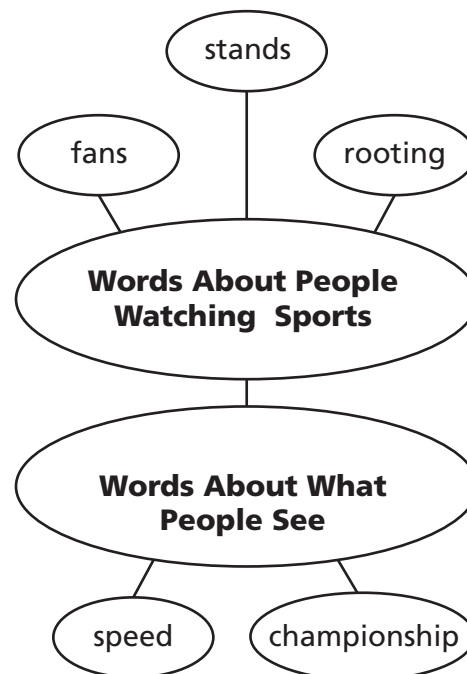 stands
fans
rooting
Words About People
Watching Sports
Words About What
People See
speed
championship